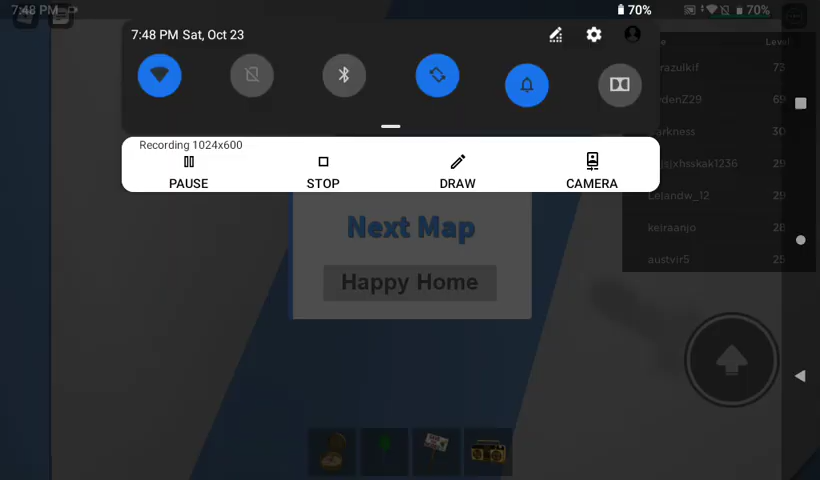 7:48 PM
70%
70%
7:48 PM Sat, Oct 23
Level
73
69
30
29
Lelandw_12 29
keiraanjo 28
austvir5 25
Recording 1024x600
PAUSE STOP DRAW CAMERA
Next Map
Happy Home